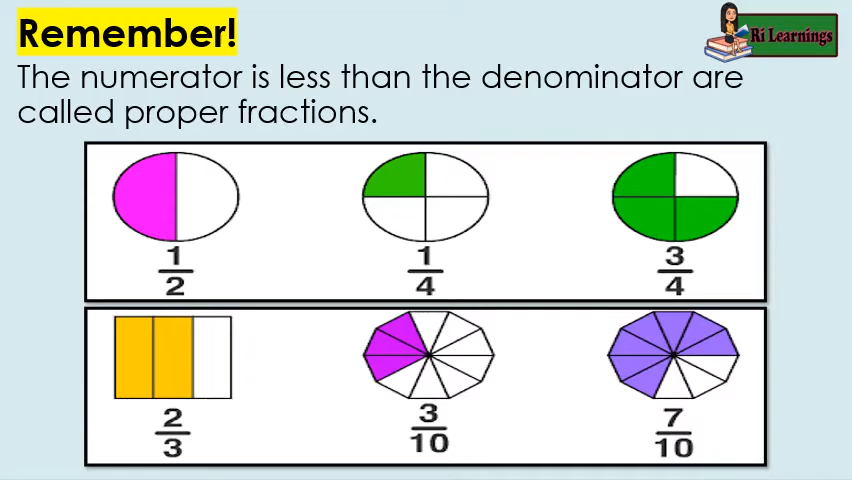 Remember!
Ri Learnings
The numerator is less than the denominator are
called proper fractions.
1/2
1/4
3/4
2/3
3/10
7/10